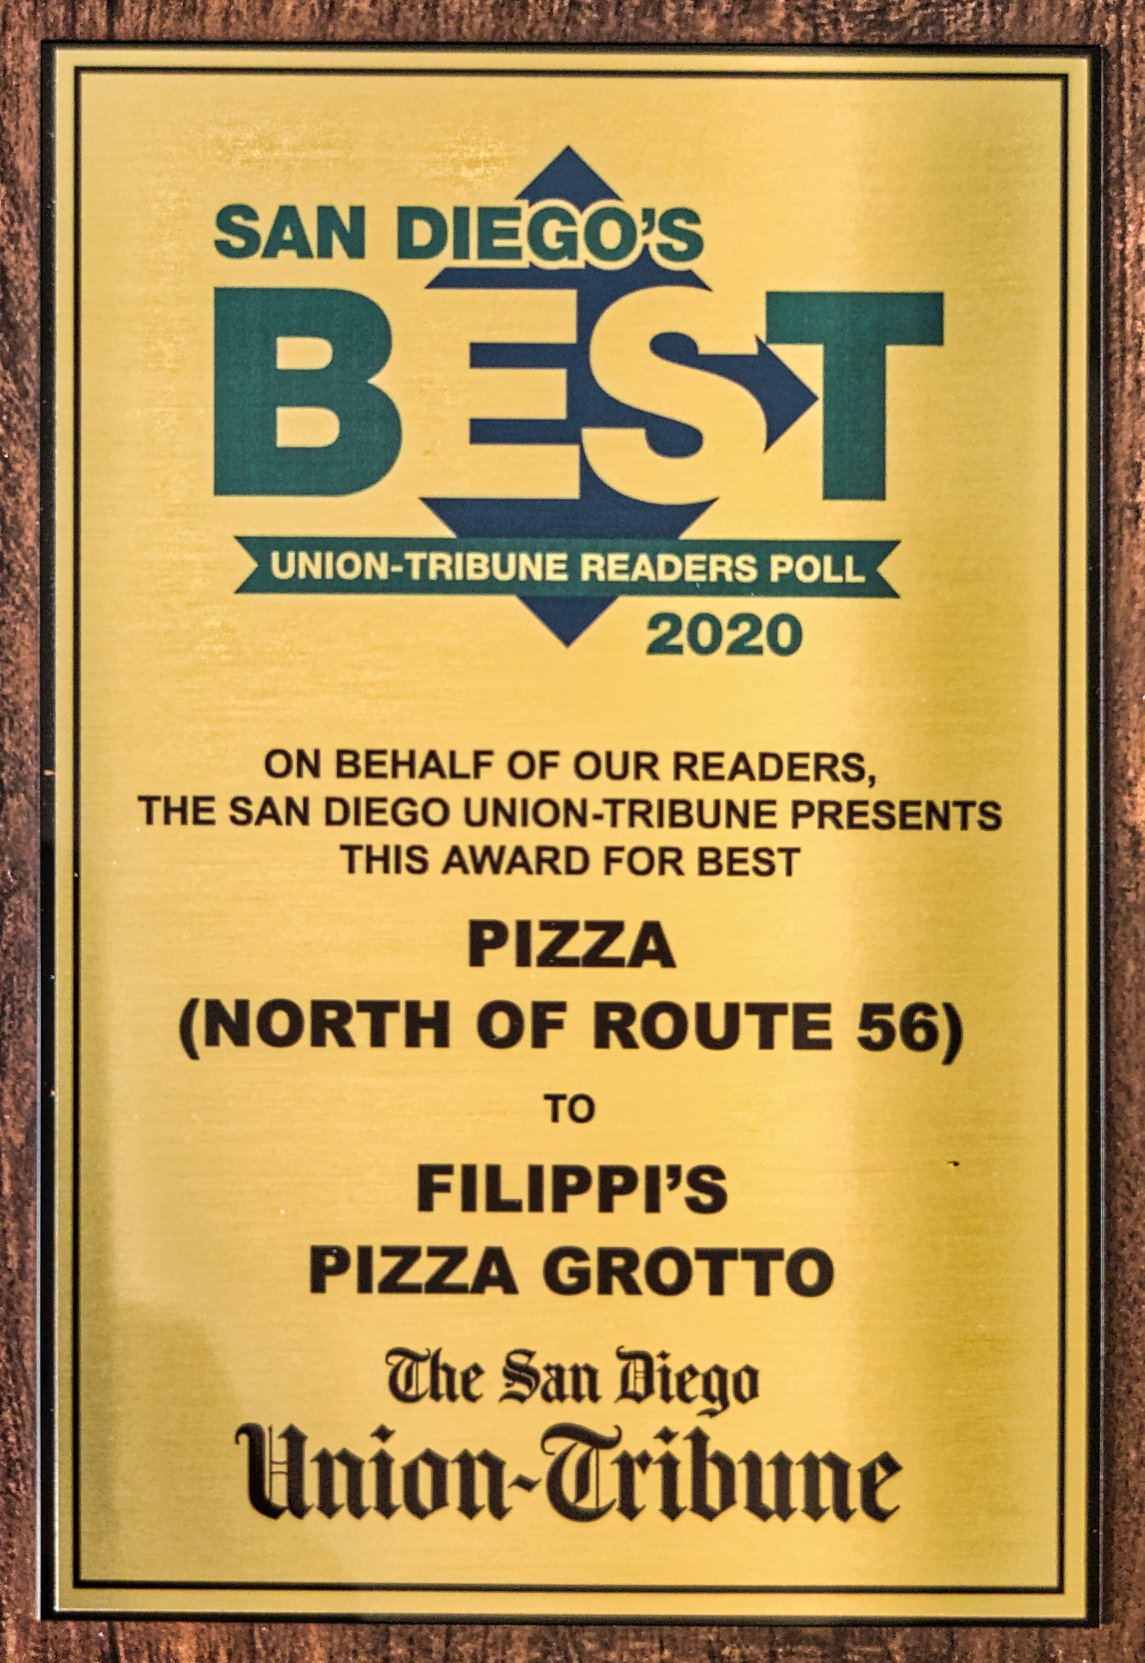 SAN DIEGO'S
BEST
UNION-TRIBUNE READERS POLL
2020
ON BEHALF OF OUR READERS,
THE SAN DIEGO UNION-TRIBUNE PRESENTS
THIS AWARD FOR BEST
PIZZA
(NORTH OF ROUTE 56)
TO
FILIPPI'S
PIZZA GROTTO
The San Diego
Union-Tribune